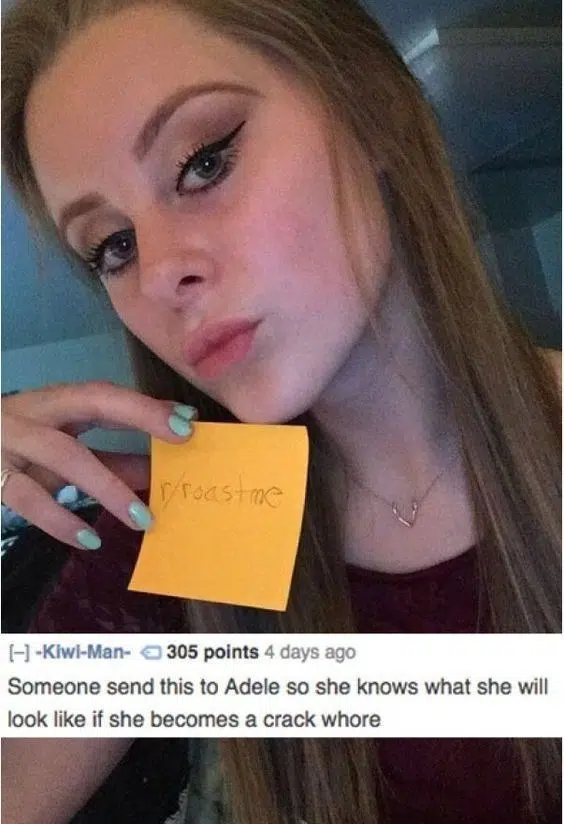 r/roastme
[–] -Kiwi-Man- 305 points 4 days ago
Someone send this to Adele so she knows what she will
look like if she becomes a crack whore